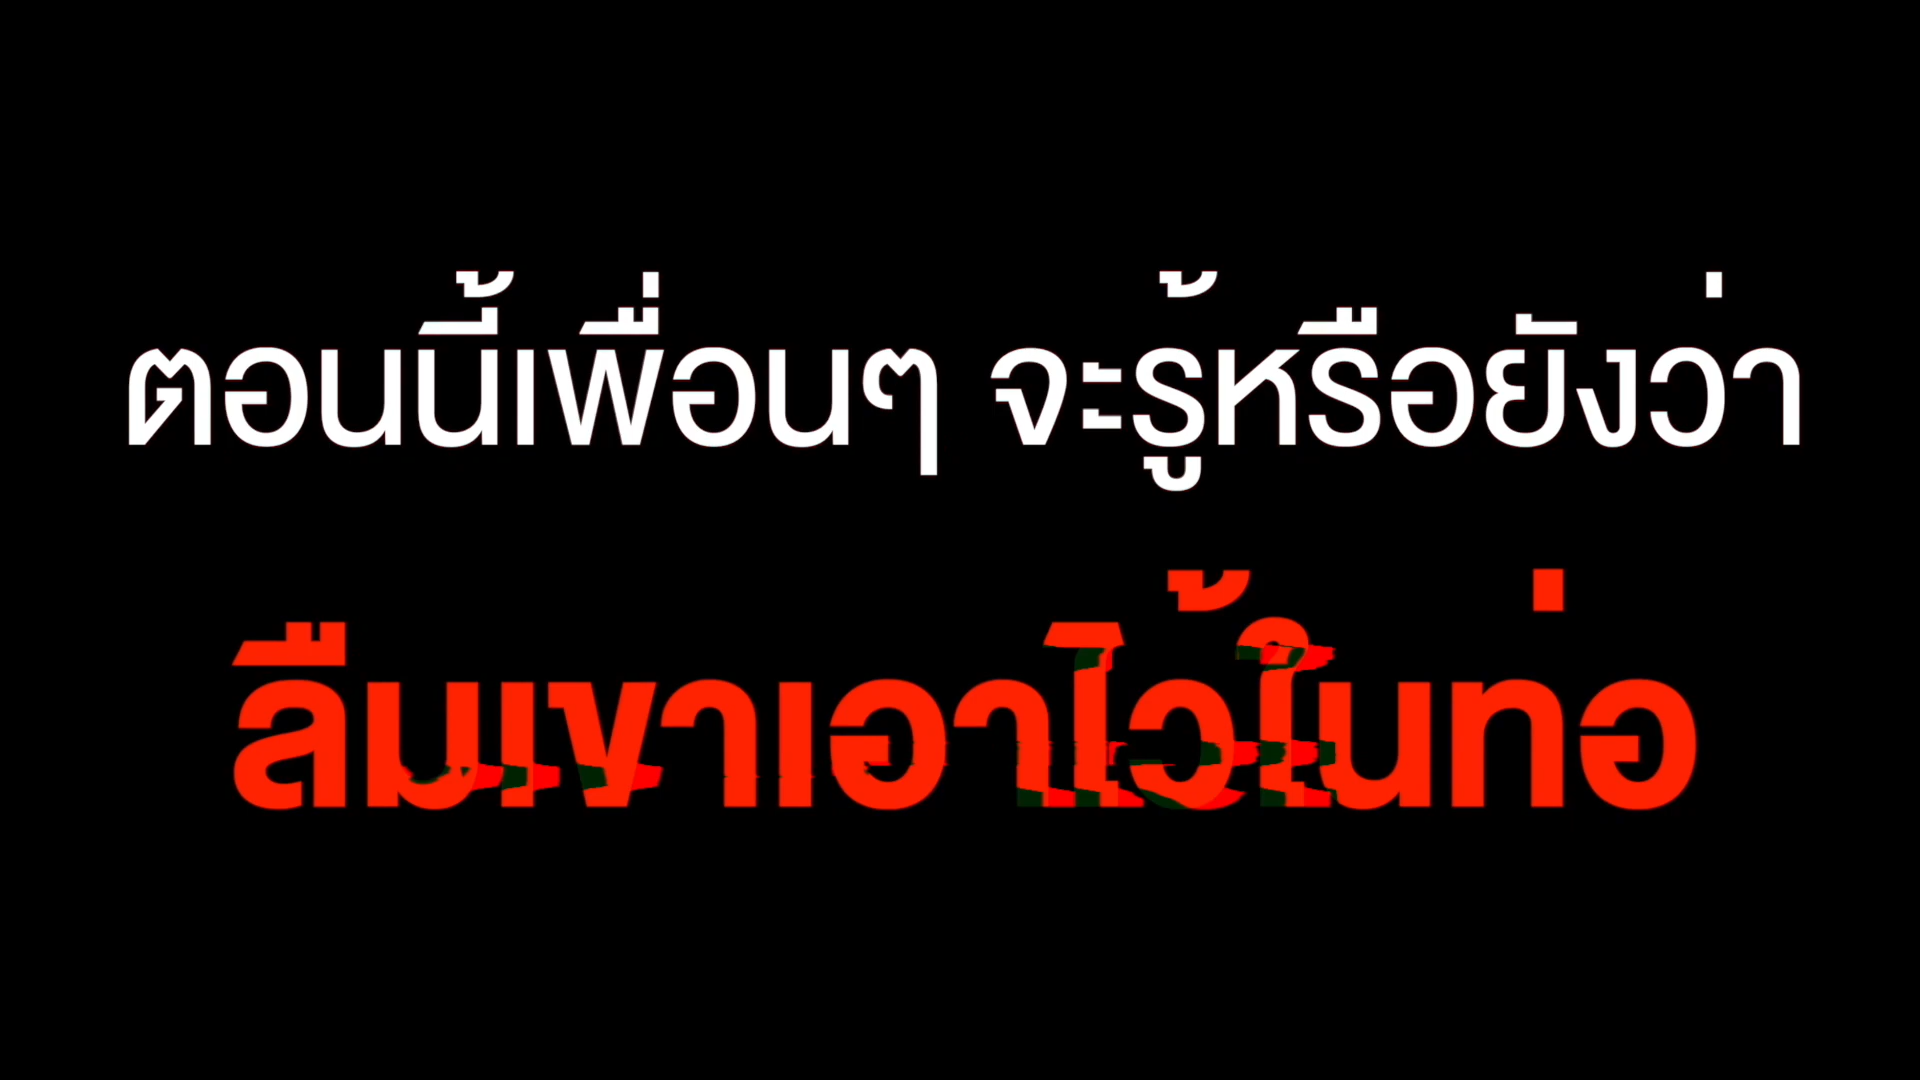 ตอนนี้เพื่อนๆ จะรู้หรือยังว่า
ลืมเขาเอาไว้ในท่อ